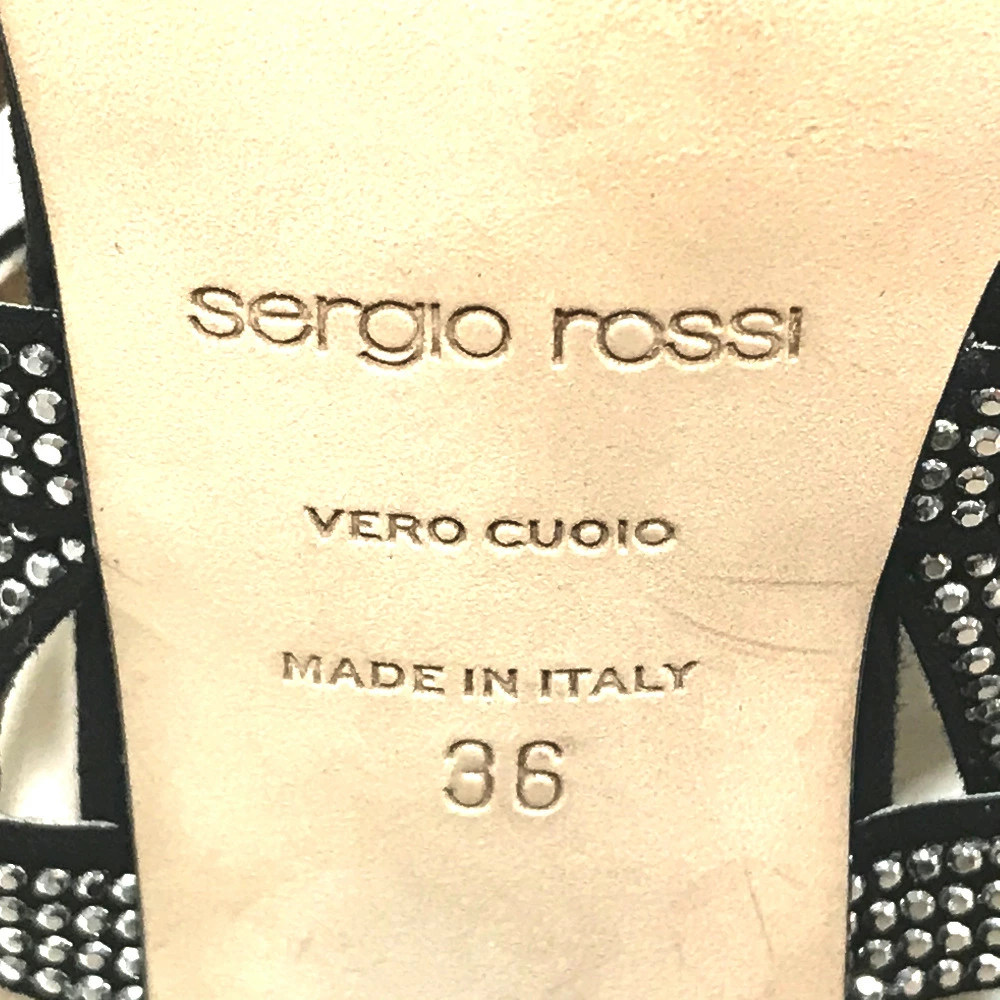 sergio rossi
VERO CUOIO
MADE IN ITALY
36